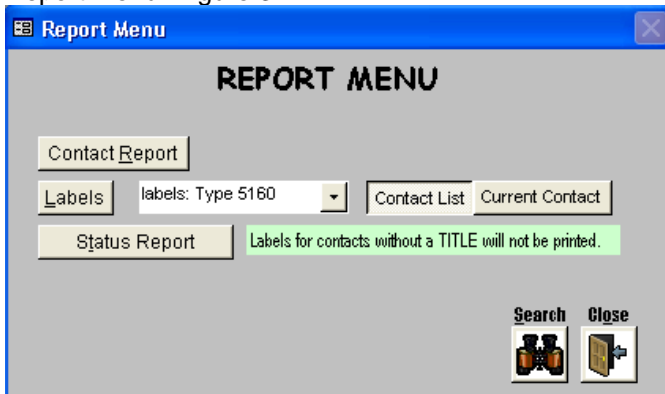 Report Menu
REPORT MENU
Contact Report
Labels labels: Type 5160 Contact List Current Contact
Status Report Labels for contacts without a TITLE will not be printed.
Search Close